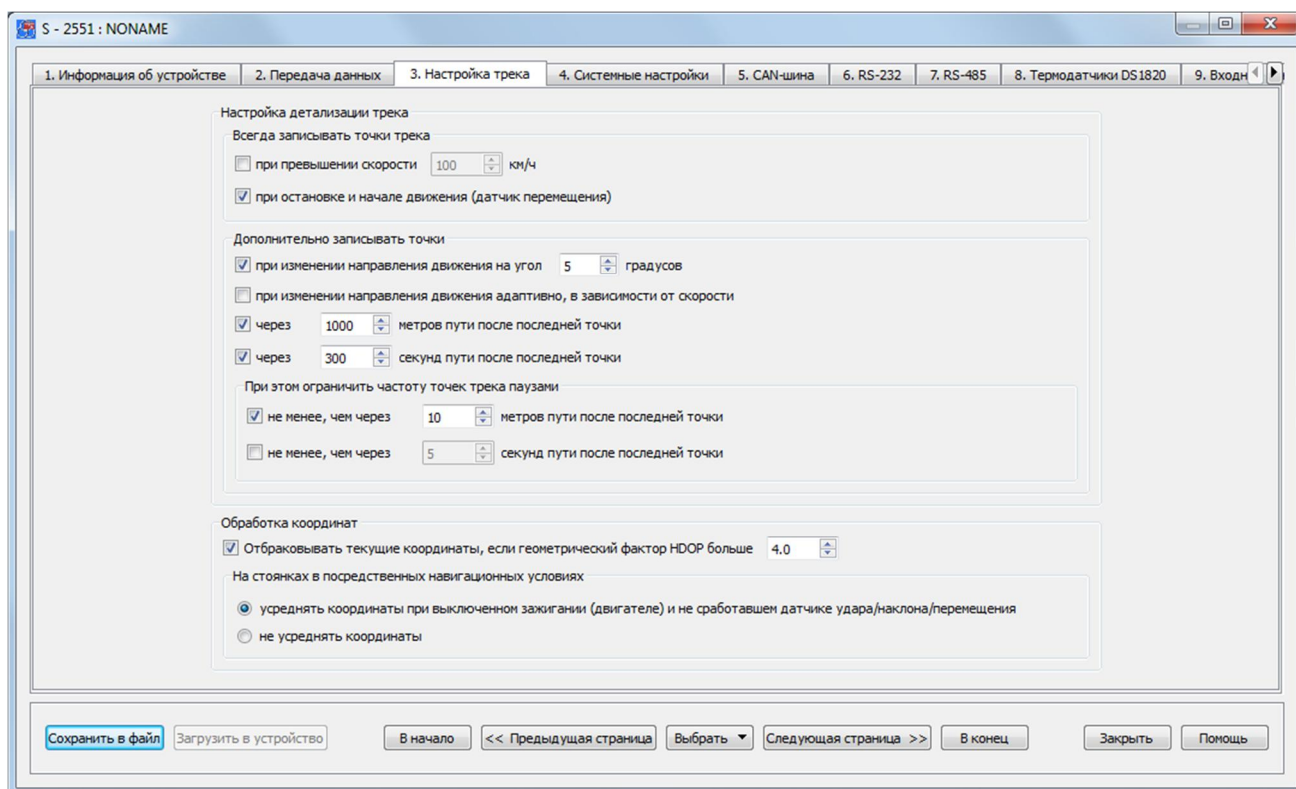 S - 2551 : NONAME
1. Информация об устройстве 2. Передача данных 3. Настройка трека 4. Системные настройки 5. CAN-шина 6. RS-232 7. RS-485 8. Термодатчики DS1820 9. Входн
Настройка детализации трека
Всегда записывать точки трека
при превышении скорости 100 км/ч
при остановке и начале движения (датчик перемещения)
Дополнительно записывать точки
при изменении направления движения на угол 5 градусов
при изменении направления движения адаптивно, в зависимости от скорости
через 1000 метров пути после последней точки
через 300 секунд пути после последней точки
При этом ограничить частоту точек трека паузами
не менее, чем через 10 метров пути после последней точки
не менее, чем через 5 секунд пути после последней точки
Обработка координат
Отбраковывать текущие координаты, если геометрический фактор HDOP больше 4.0
На стоянках в посредственных навигационных условиях
усреднять координаты при выключенном зажигании (двигателе) и не сработавшем датчике удара/наклона/перемещения
не усреднять координаты
Сохранить в файл Загрузить в устройство В начало << Предыдущая страница Выбрать Следующая страница >> В конец Закрыть Помощь